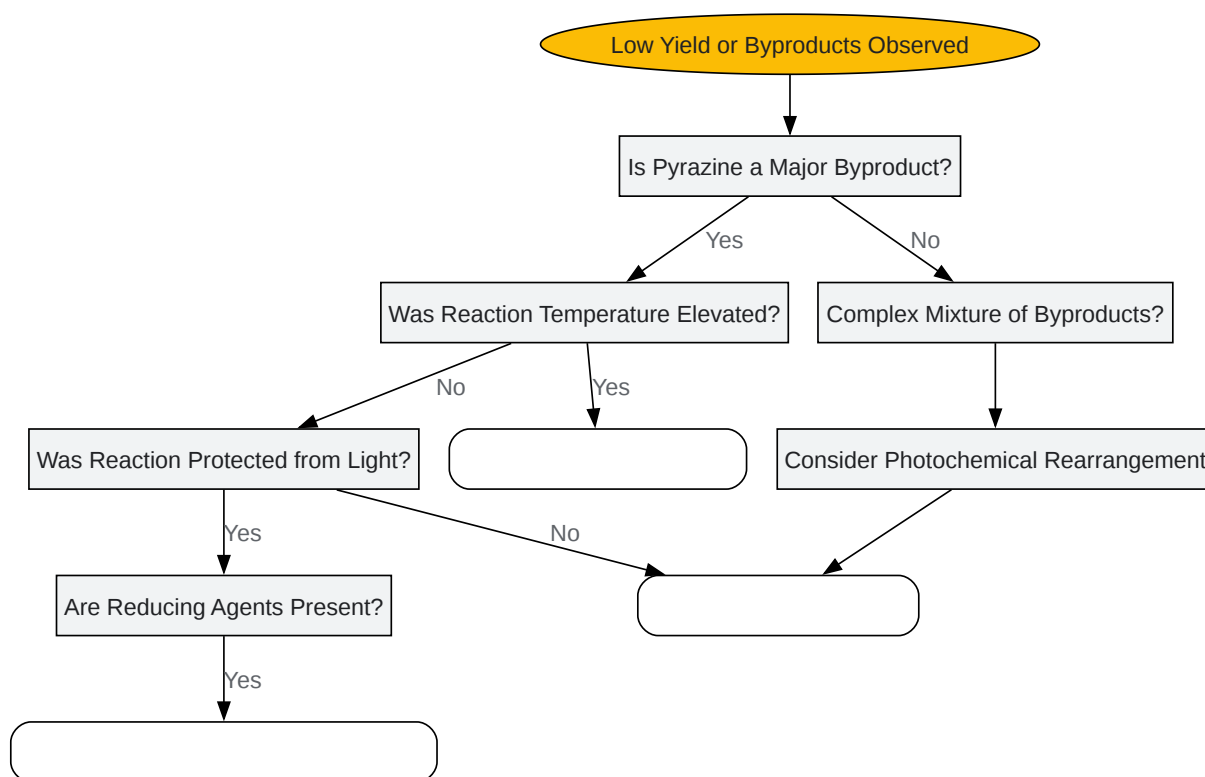 Low Yield or Byproducts Observed
Is Pyrazine a Major Byproduct?
Yes
No
Was Reaction Temperature Elevated?
Complex Mixture of Byproducts?
No
Yes
Was Reaction Protected from Light?
Consider Photochemical Rearrangement
Yes
No
Are Reducing Agents Present?
Yes